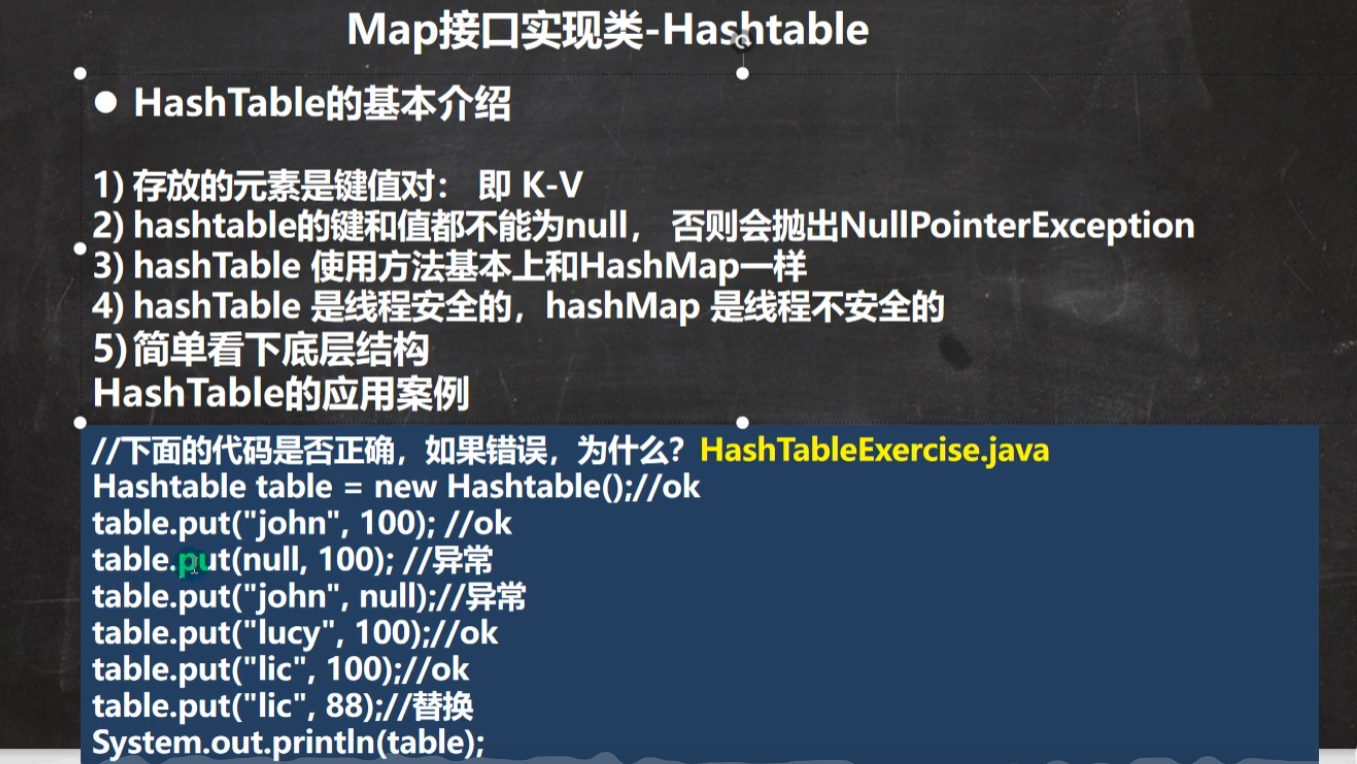 Map接口实现类-Hashtable
● HashTable的基本介绍
1) 存放的元素是键值对： 即 K-V
2) hashtable的键和值都不能为null， 否则会抛出NullPointerException
3) hashTable 使用方法基本上和HashMap一样
4) hashTable 是线程安全的，hashMap 是线程不安全的
5) 简单看下底层结构
HashTable的应用案例
//下面的代码是否正确，如果错误，为什么？HashTableExercise.java
Hashtable table = new Hashtable();//ok
table.put("john", 100); //ok
table.put(null, 100); //异常
table.put("john", null);//异常
table.put("lucy", 100);//ok
table.put("lic", 100);//ok
table.put("lic", 88);//替换
System.out.println(table);